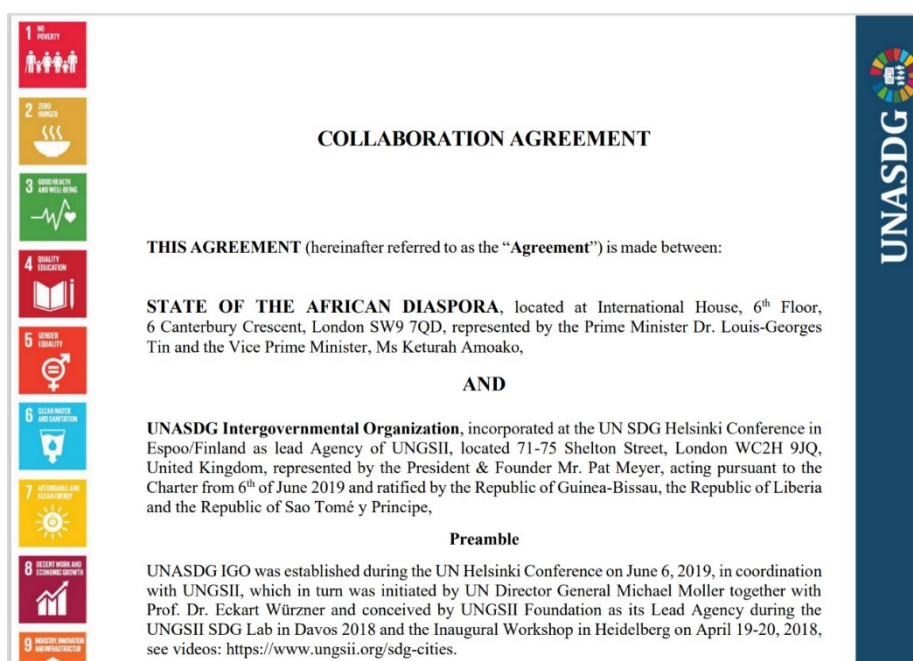 1 NO
POVERTY
2 ZERO
HUNGER
3 GOOD HEALTH
AND WELL-BEING
4 QUALITY
EDUCATION
5 GENDER
EQUALITY
6 CLEAN WATER
AND SANITATION
7 AFFORDABLE AND
CLEAN ENERGY
8 DECENT WORK AND
ECONOMIC GROWTH
9 INDUSTRY, INNOVATION
AND INFRASTRUCTURE
COLLABORATION AGREEMENT
THIS AGREEMENT (hereinafter referred to as the “Agreement”) is made between:
STATE OF THE AFRICAN DIASPORA, located at International House, 6th Floor,
6 Canterbury Crescent, London SW9 7QD, represented by the Prime Minister Dr. Louis-Georges
Tin and the Vice Prime Minister, Ms Keturah Amoako,
AND
UNASDG Intergovernmental Organization, incorporated at the UN SDG Helsinki Conference in
Espoo/Finland as lead Agency of UNGSII, located 71-75 Shelton Street, London WC2H 9JQ,
United Kingdom, represented by the President & Founder Mr. Pat Meyer, acting pursuant to the
Charter from 6th of June 2019 and ratified by the Republic of Guinea-Bissau, the Republic of Liberia
and the Republic of Sao Tomé y Principe,
Preamble
UNASDG IGO was established during the UN Helsinki Conference on June 6, 2019, in coordination
with UNGSII, which in turn was initiated by UN Director General Michael Moller together with
Prof. Dr. Eckart Würzner and conceived by UNGSII Foundation as its Lead Agency during the
UNGSII SDG Lab in Davos 2018 and the Inaugural Workshop in Heidelberg on April 19-20, 2018,
see videos: https://www.ungsii.org/sdg-cities.
UNASDG